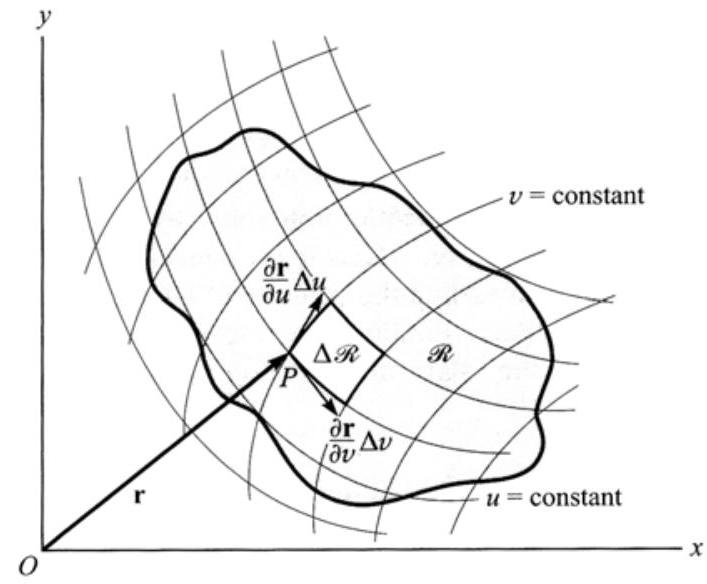 y
v = constant
∂r/∂u Δu
Δℛ
ℛ
P
∂r/∂v Δv
r
u = constant
O
x